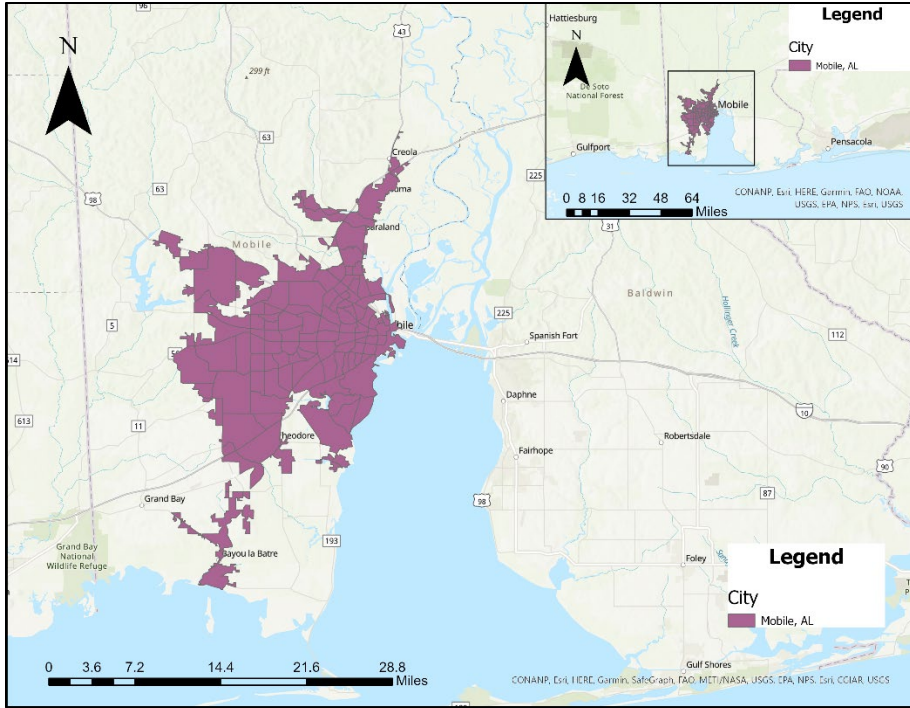 N
299 ft
43
63
63
98
Creola
225
Mobile
5
614
613
11
Grand Bay
Grand Bay
National
Wildlife Refuge
193
225
31
Baldwin
Hollinger Creek
112
Spanish Fort
Daphne
10
Robertsdale
Fairhope
90
98
87
Foley
Gulf Shores
0 3.6 7.2 14.4 21.6 28.8
Miles
Legend
City
Mobile, AL
CONANP, Esri, HERE, Garmin, SafeGraph, FAO, METI/NASA, USGS, EPA, NPS, Esri, CGIAR, USGS
Hattiesburg
N
De Soto
National Forest
Mobile
Gulfport
Pensacola
Legend
City
Mobile, AL
0 8 16 32 48 64
Miles
CONANP, Esri, HERE, Garmin, FAO, NOAA,
USGS, EPA, NPS, Esri, USGS